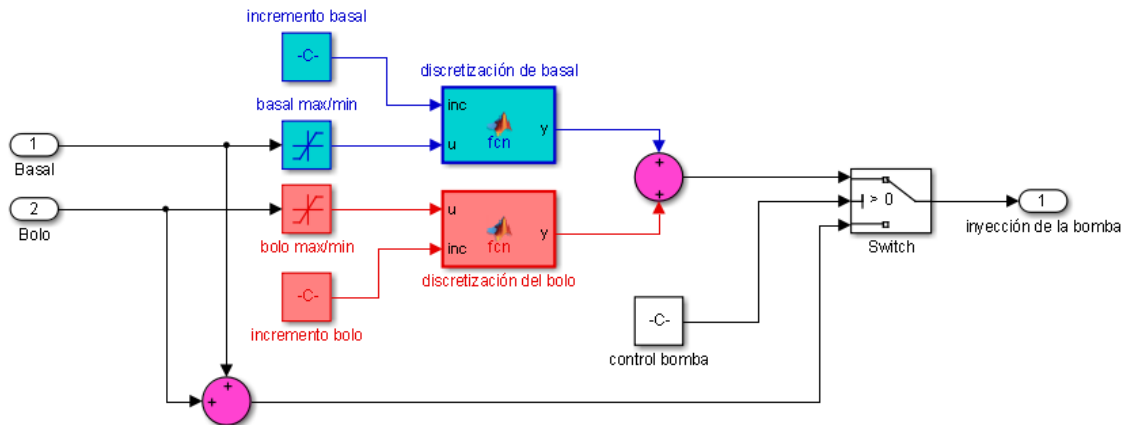 incremento basal
-C-
discretización de basal
basal max/min
inc
y
fcn
u
1
Basal
+
+
2
Bolo
bolo max/min
u
y
inc
fcn
discretización del bolo
-C-
incremento bolo
> 0
Switch
1
inyección de la bomba
-C-
control bomba
+
+